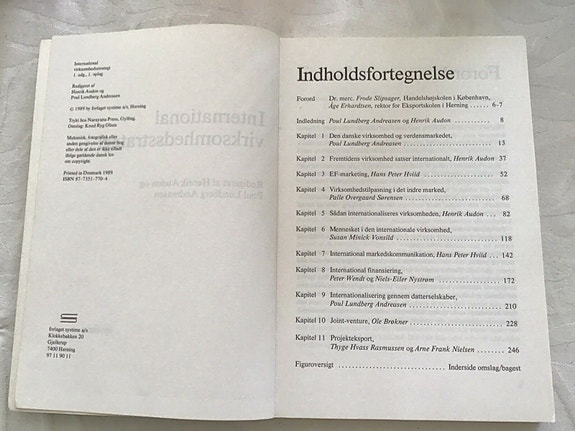 International
virksomhedsstrategi
1. udg., 1. oplag
Redigeret af
Henrik Audon og
Poul Lundberg Andreasen
© 1989 by forlaget systime a/s, Herning
Trykt hos Narayana Press, Gylling.
Omslag: Knud Ryg Olsen
Mekanisk, fotografisk eller
anden gengivelse af denne bog
eller dele af den er ikke tilladt
ifølge gældende dansk lov
om copyright.
Printed in Denmark 1989
ISBN 87-7351-770-4
S
forlaget systime a/s
Klokkebakken 20
Gjellerup
7400 Herning
97 11 90 11
Indholdsfortegnelse
Forord Dr. merc. Frode Slipsager, Handelshøjskolen i København,
Åge Erhardtsen, rektor for Eksportskolen i Herning ..... 6-7
Indledning Poul Lundberg Andreasen og Henrik Audon ..... 8
Kapitel 1 Den danske virksomhed og verdensmarkedet,
Poul Lundberg Andreasen ..... 13
Kapitel 2 Fremtidens virksomhed satser internationalt, Henrik Audon 37
Kapitel 3 EF-marketing, Hans Peter Hviid ..... 52
Kapitel 4 Virksomhedstilpasning i det indre marked,
Palle Overgaard Sørensen ..... 68
Kapitel 5 Sådan internationaliseres virksomheden, Henrik Audon .. 82
Kapitel 6 Mennesket i den internationale virksomhed,
Susan Minick Vonsild ..... 118
Kapitel 7 International markedskommunikation, Hans Peter Hviid .. 142
Kapitel 8 International finansiering,
Peter Wendt og Niels-Eiler Nystrøm ..... 172
Kapitel 9 Internationalisering gennem datterselskaber,
Poul Lundberg Andreasen ..... 210
Kapitel 10 Joint-venture, Ole Brøkner ..... 228
Kapitel 11 Projekteksport,
Thyge Hvass Rasmussen og Arne Frank Nielsen ..... 246
Figuroversigt ..... Inderside omslag/bagest